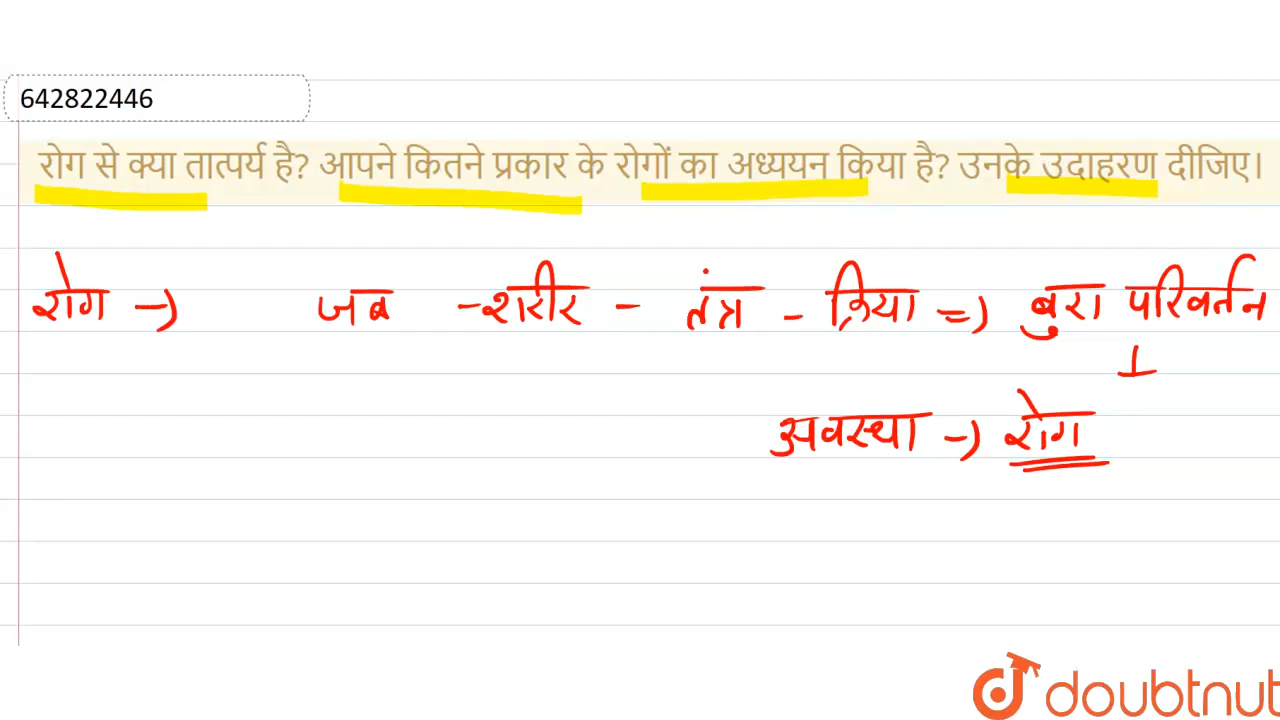 642822446
रोग से क्या तात्पर्य है? आपने कितने प्रकार के रोगों का अध्ययन किया है? उनके उदाहरण दीजिए।
रोग → जब - शरीर - तंत्र - क्रिया ⇒ बुरा परिवर्तन
अवस्था → रोग
doubtnut